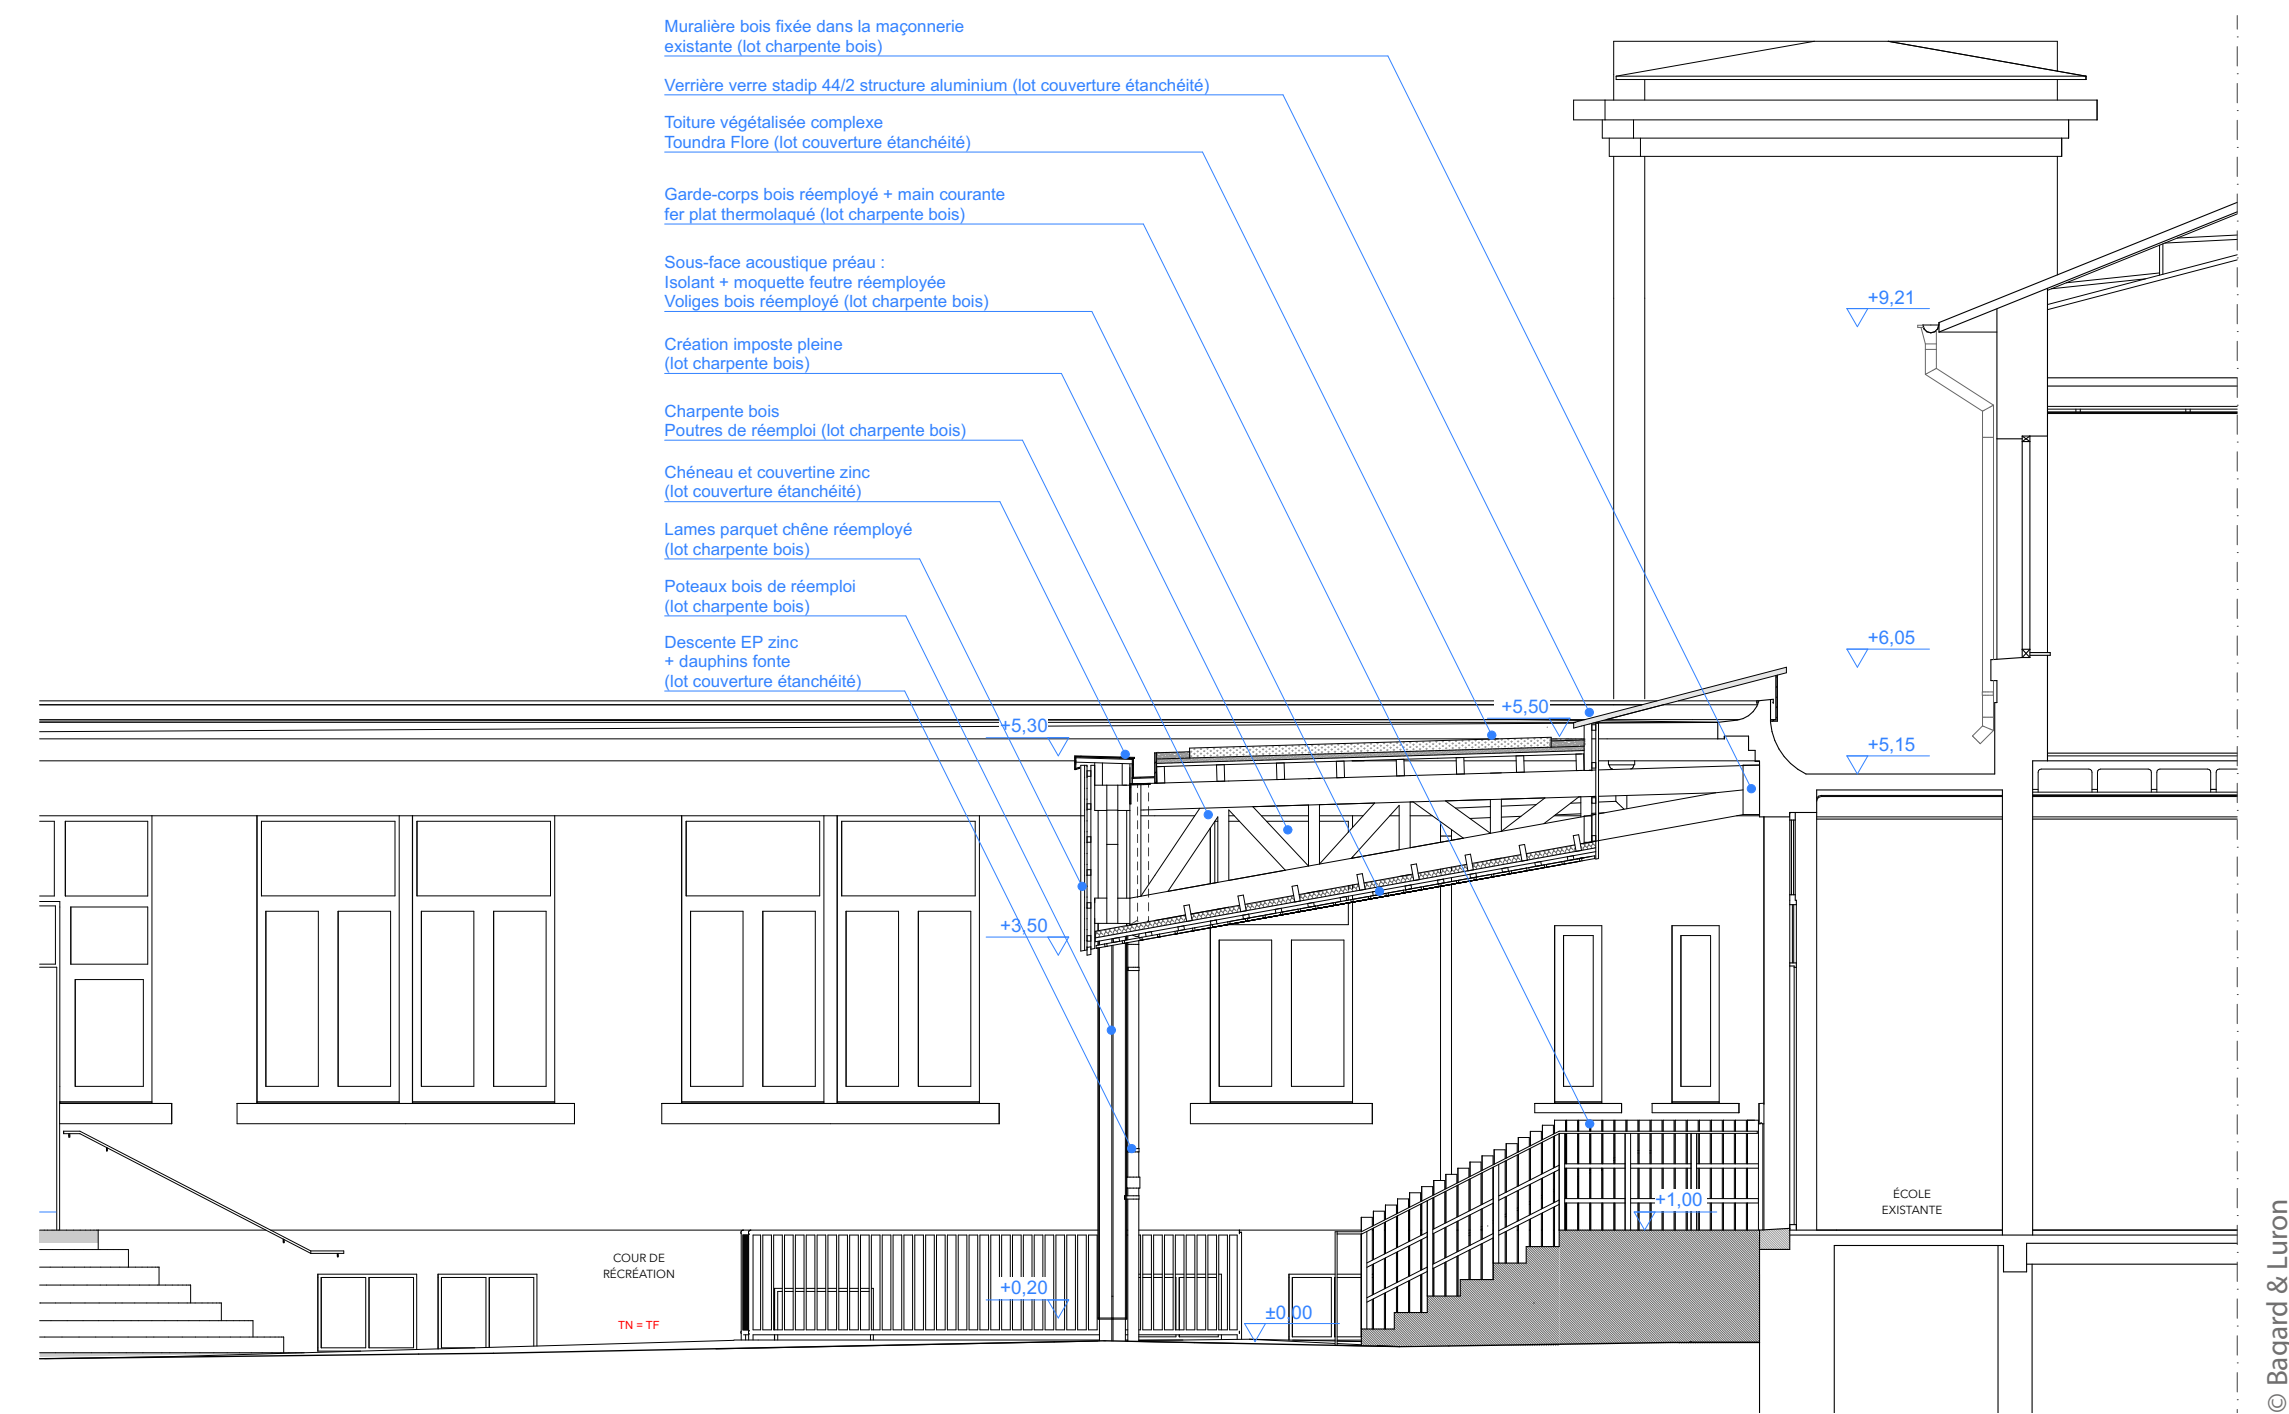 Muralière bois fixée dans la maçonnerie
existante (lot charpente bois)
Verrière verre stadip 44/2 structure aluminium (lot couverture étanchéité)
Toiture végétalisée complexe
Toundra Flore (lot couverture étanchéité)
Garde-corps bois réemployé + main courante
fer plat thermolaqué (lot charpente bois)
Sous-face acoustique préau :
Isolant + moquette feutre réemployée
Voliges bois réemployé (lot charpente bois)
Création imposte pleine
(lot charpente bois)
Charpente bois
Poutres de réemploi (lot charpente bois)
Chéneau et couvertine zinc
(lot couverture étanchéité)
Lames parquet chêne réemployé
(lot charpente bois)
Poteaux bois de réemploi
(lot charpente bois)
Descente EP zinc
+ dauphins fonte
(lot couverture étanchéité)
+9,21
+6,05
+5,50
+5,30
+5,15
+3,50
+1,00
ÉCOLE
EXISTANTE
COUR DE
RÉCRÉATION
+0,20
±0,00
TN = TF
© Bagard & Luron